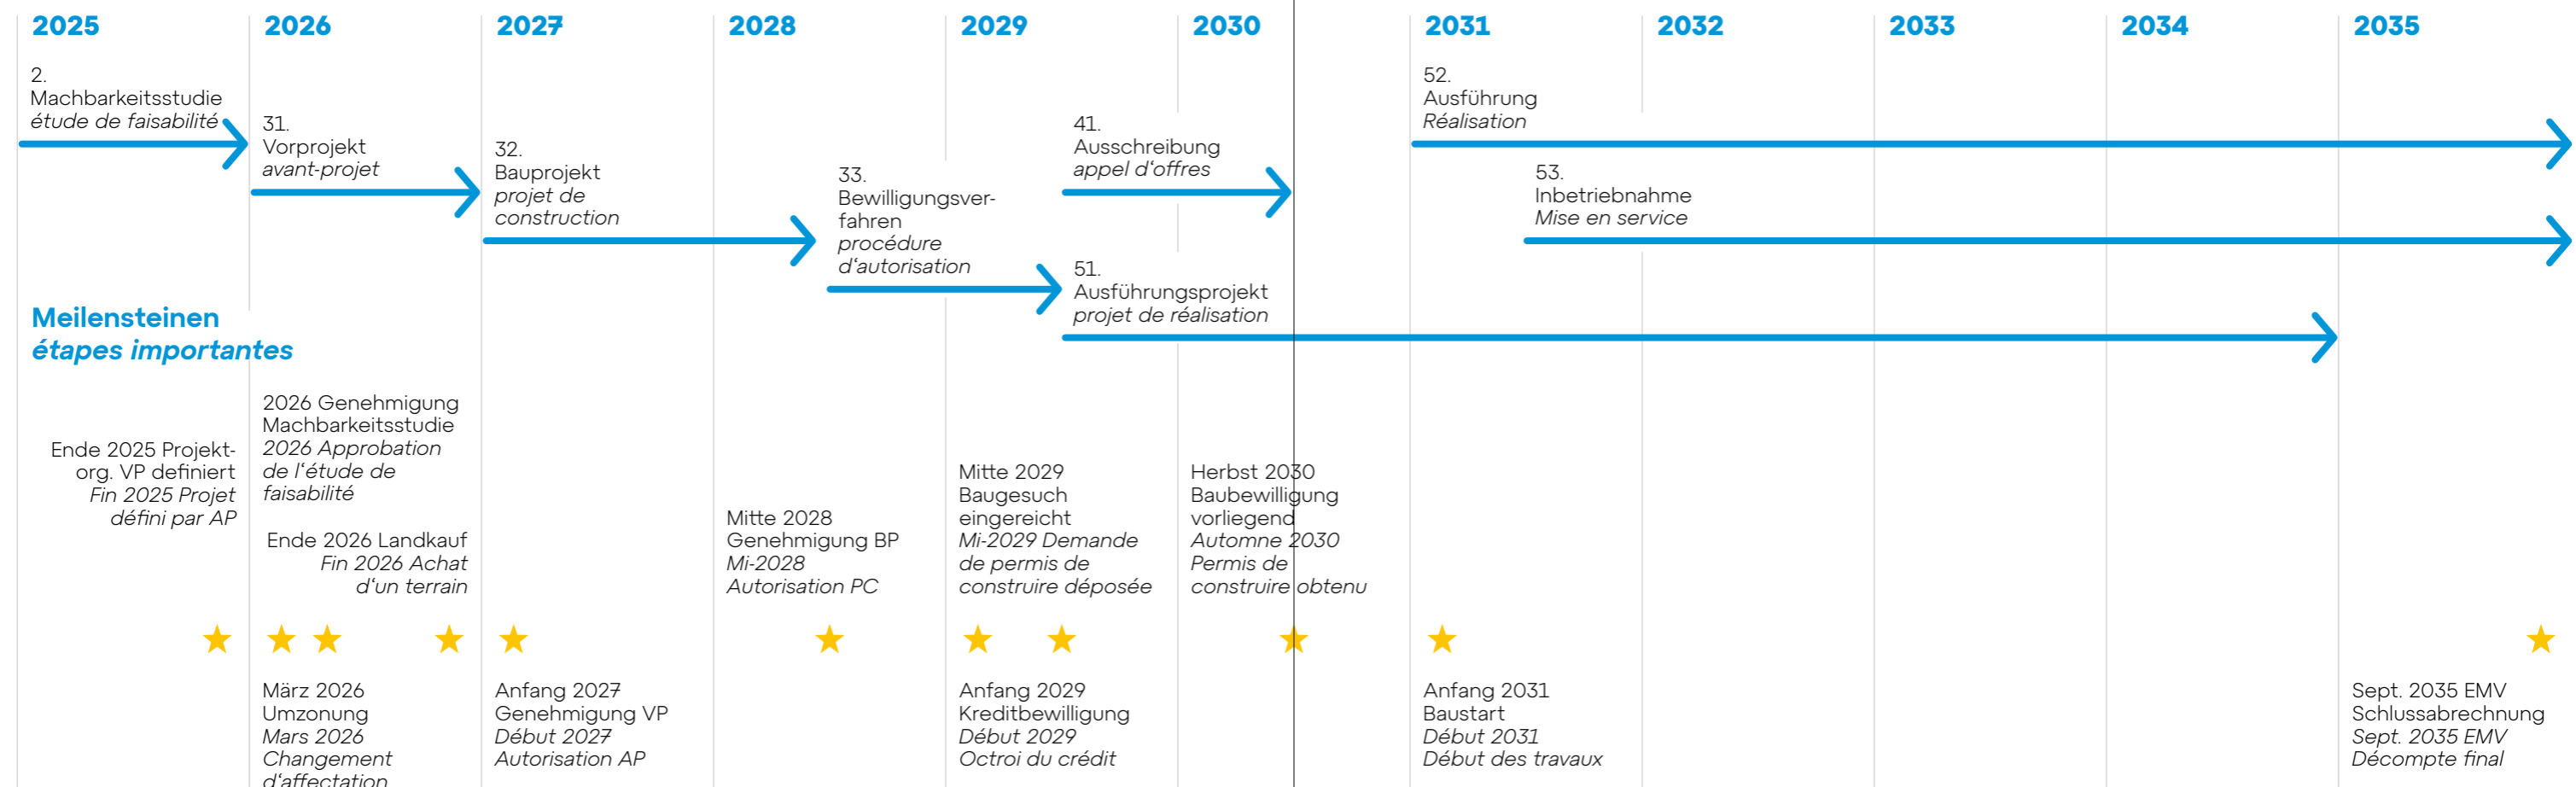 2025
2026
2027
2028
2029
2030
2031
2032
2033
2034
2035
2.
Machbarkeitsstudie
étude de faisabilité
31.
Vorprojekt
avant-projet
32.
Bauprojekt
projet de
construction
33.
Bewilligungsver-
fahren
procédure
d‘autorisation
41.
Ausschreibung
appel d‘offres
51.
Ausführungsprojekt
projet de réalisation
52.
Ausführung
Réalisation
53.
Inbetriebnahme
Mise en service
Meilensteinen
étapes importantes
Ende 2025 Projekt-
org. VP definiert
Fin 2025 Projet
défini par AP
2026 Genehmigung
Machbarkeitsstudie
2026 Approbation
de l‘étude de
faisabilité
Ende 2026 Landkauf
Fin 2026 Achat
d‘un terrain
Mitte 2028
Genehmigung BP
Mi-2028
Autorisation PC
Mitte 2029
Baugesuch
eingereicht
Mi-2029 Demande
de permis de
construire déposée
Herbst 2030
Baubewilligung
vorliegend
Automne 2030
Permis de
construire obtenu
März 2026
Umzonung
Mars 2026
Changement
d‘affectation
Anfang 2027
Genehmigung VP
Début 2027
Autorisation AP
Anfang 2029
Kreditbewilligung
Début 2029
Octroi du crédit
Anfang 2031
Baustart
Début 2031
Début des travaux
Sept. 2035 EMV
Schlussabrechnung
Sept. 2035 EMV
Décompte final